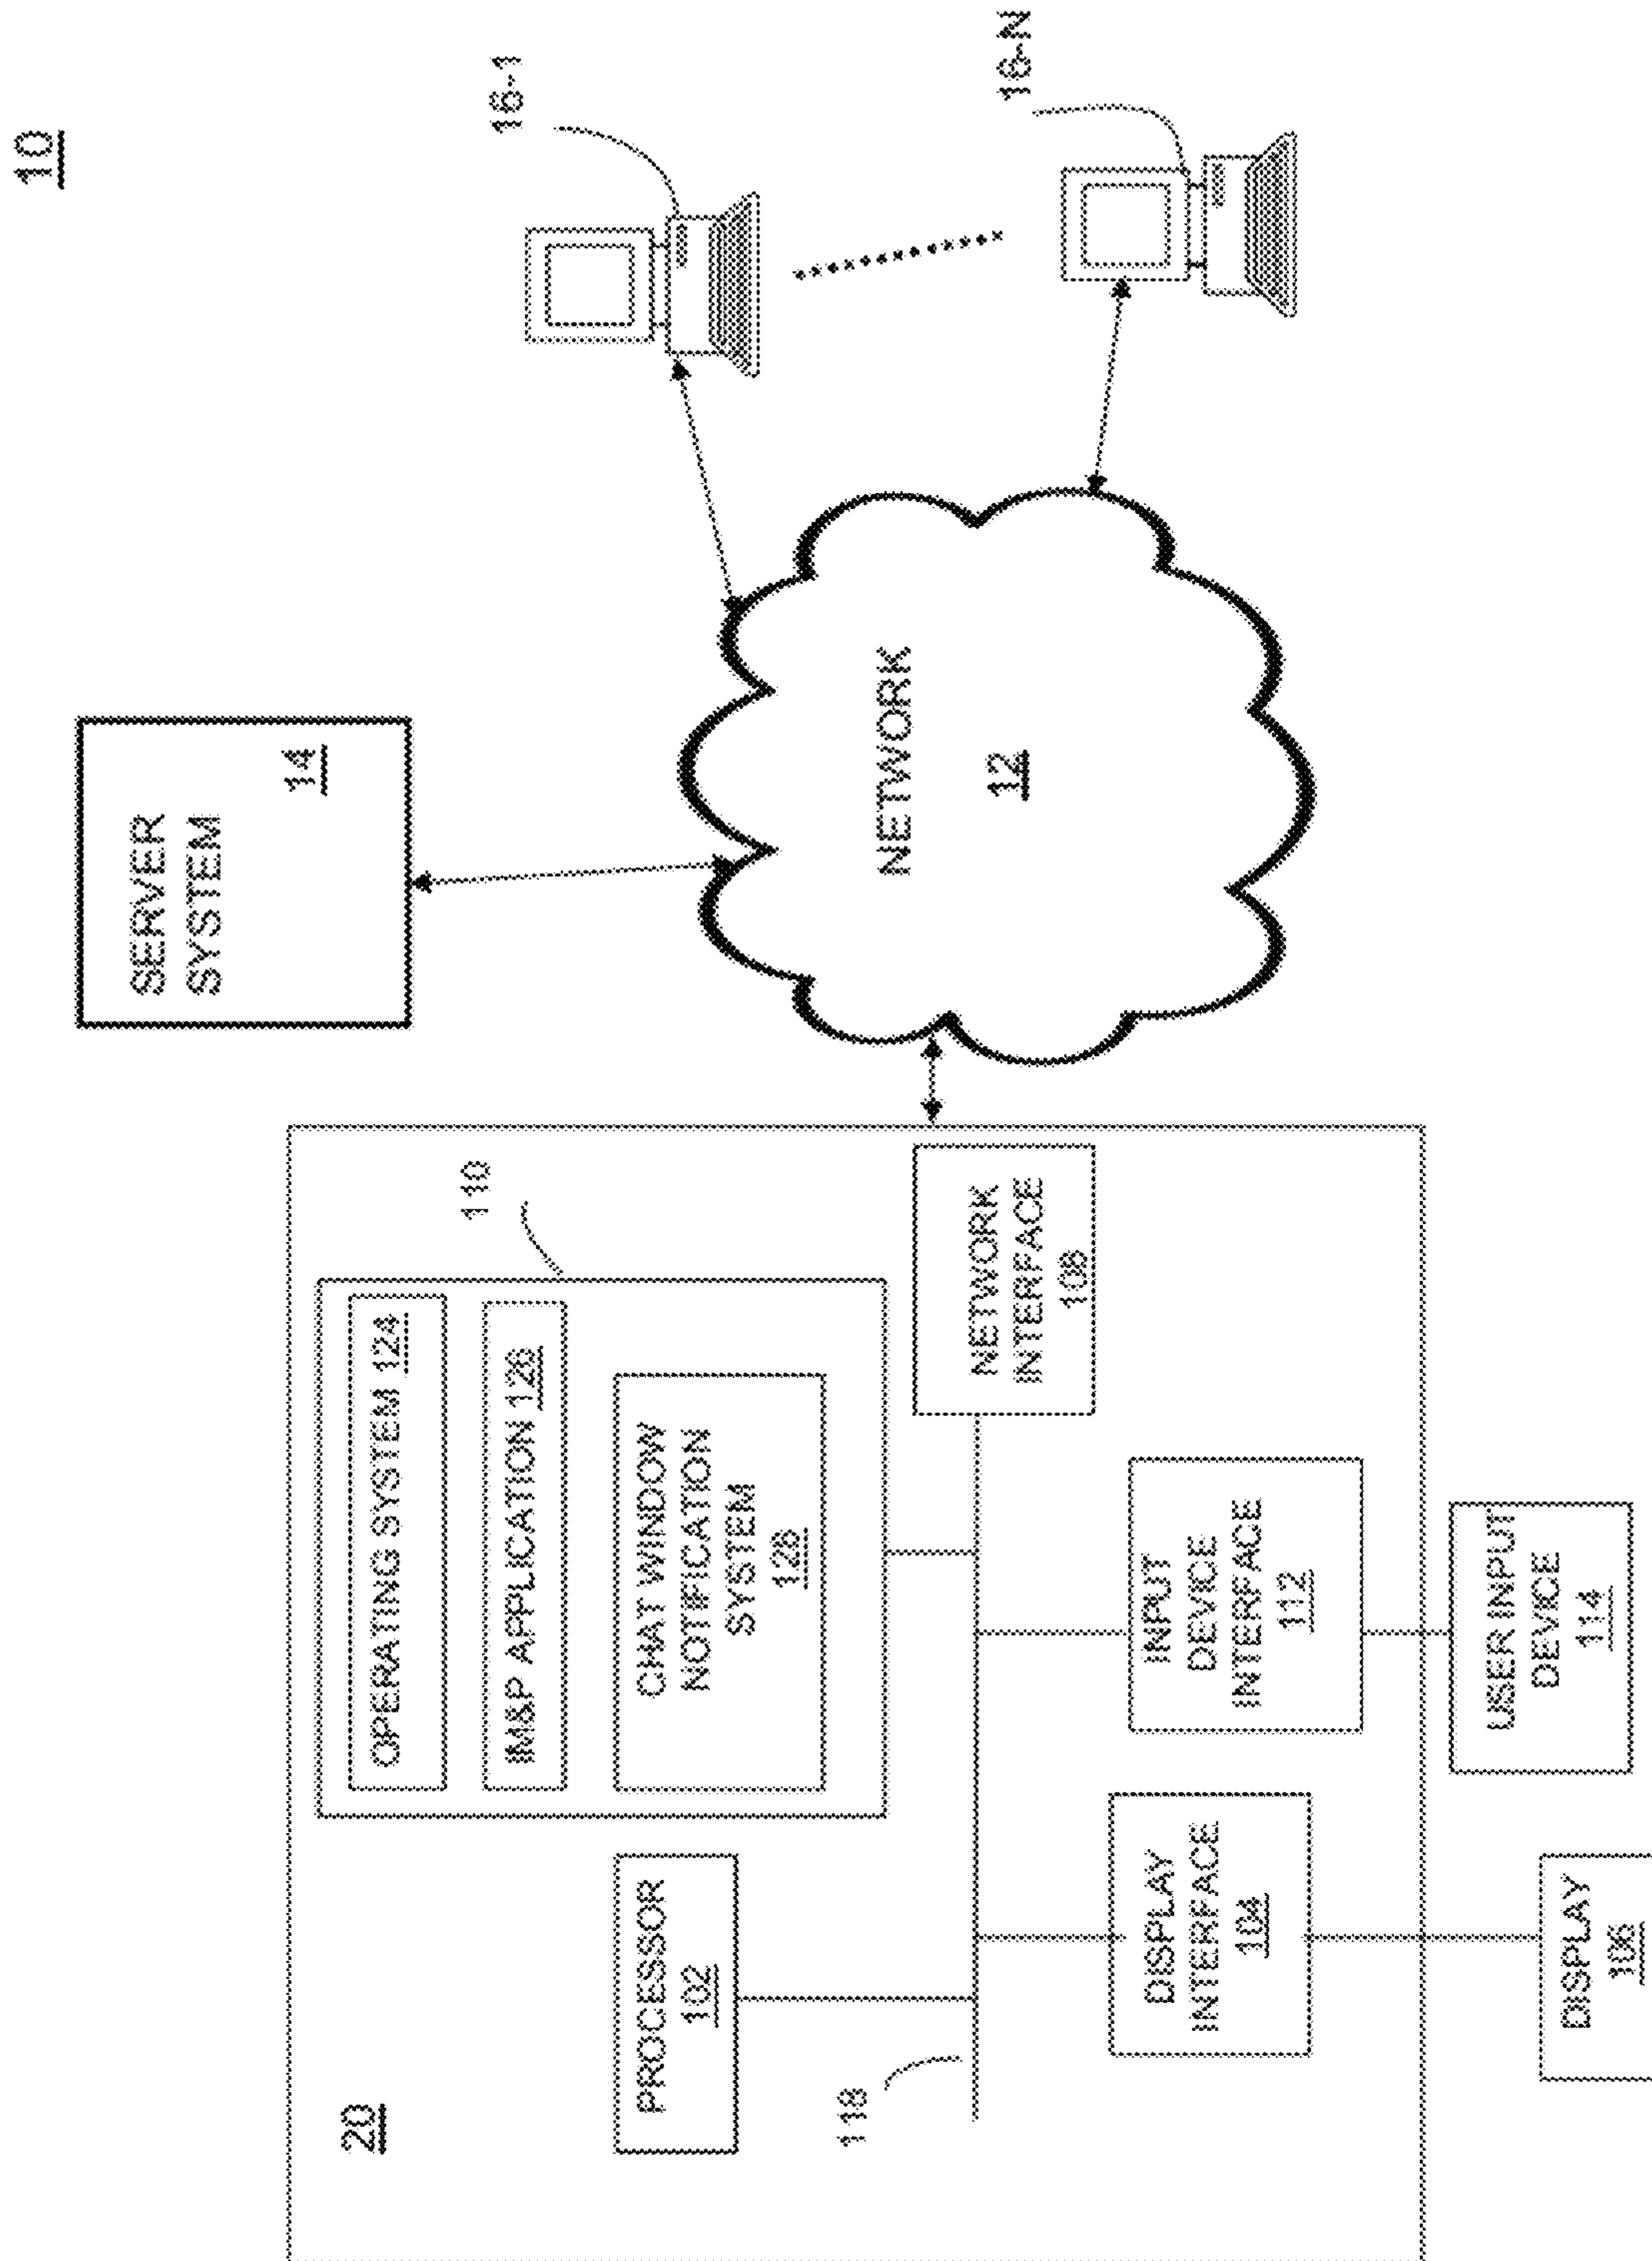 10
SERVER
SYSTEM
14
20
OPERATING SYSTEM 124
IM&P APPLICATION 126
CHAT WINDOW
NOTIFICATION
SYSTEM
128
110
PROCESSOR
102
118
NETWORK
INTERFACE
108
DISPLAY
INTERFACE
104
INPUT
DEVICE
INTERFACE
112
DISPLAY
106
USER INPUT
DEVICE
114
NETWORK
12
16-1
16-N